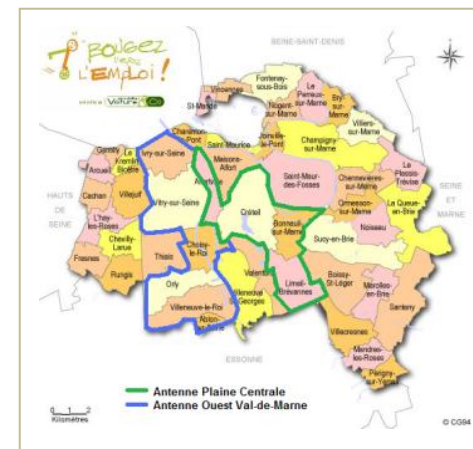 7° BOUGEZ
vers
L'EMPLOI !
SEINE-SAINT-DENIS
Fontenay-
sous-Bois
Vincennes
Le
Perreux
sur-Marne
Bry-
sur-Marne
St-Mandé
Nogent-
sur-Marne
Villiers-
sur-Marne
Charenton-
Pont
Saint-Maurice
Joinville-
le-Pont
Champigny-
sur-Marne
Gentilly
Le
Kremlin
Bicêtre
Ivry-sur-Seine
Maisons-
Alfort
Le
Plessis-
Trévise
Arcueil
Saint-Maur-
des-Fosses
Chennevières-
sur-Marne
SEINE
ET
MARNE
HAUTS
DE
SEINE
Cachan
Villejuif
Vitry-sur-Seine
Créteil
Ormesson-
sur-Marne
La Queue-
en-Brie
L'hay-
les-Roses
Bonneuil-
sur-Marne
Noiseau
Chevilly-
Larue
Sucy-en-Brie
Fresnes
Thiais
Choisy-
le-Roi
Rungis
Valenton
Limeil-
Brévannes
Boissy-
St-Léger
Marolles-
en-Brie
Orly
Villeneuve
St-Georges
Santeny
Villeneuve-le-Roi
Villecresnes
Ablon-
sur-Seine
Mandres-
les-Roses
ESSONNE
Périgny-
sur-Yerres
Antenne Plaine Centrale
Antenne Ouest Val-de-Marne
0 1 2
Kilomètres
© CG94